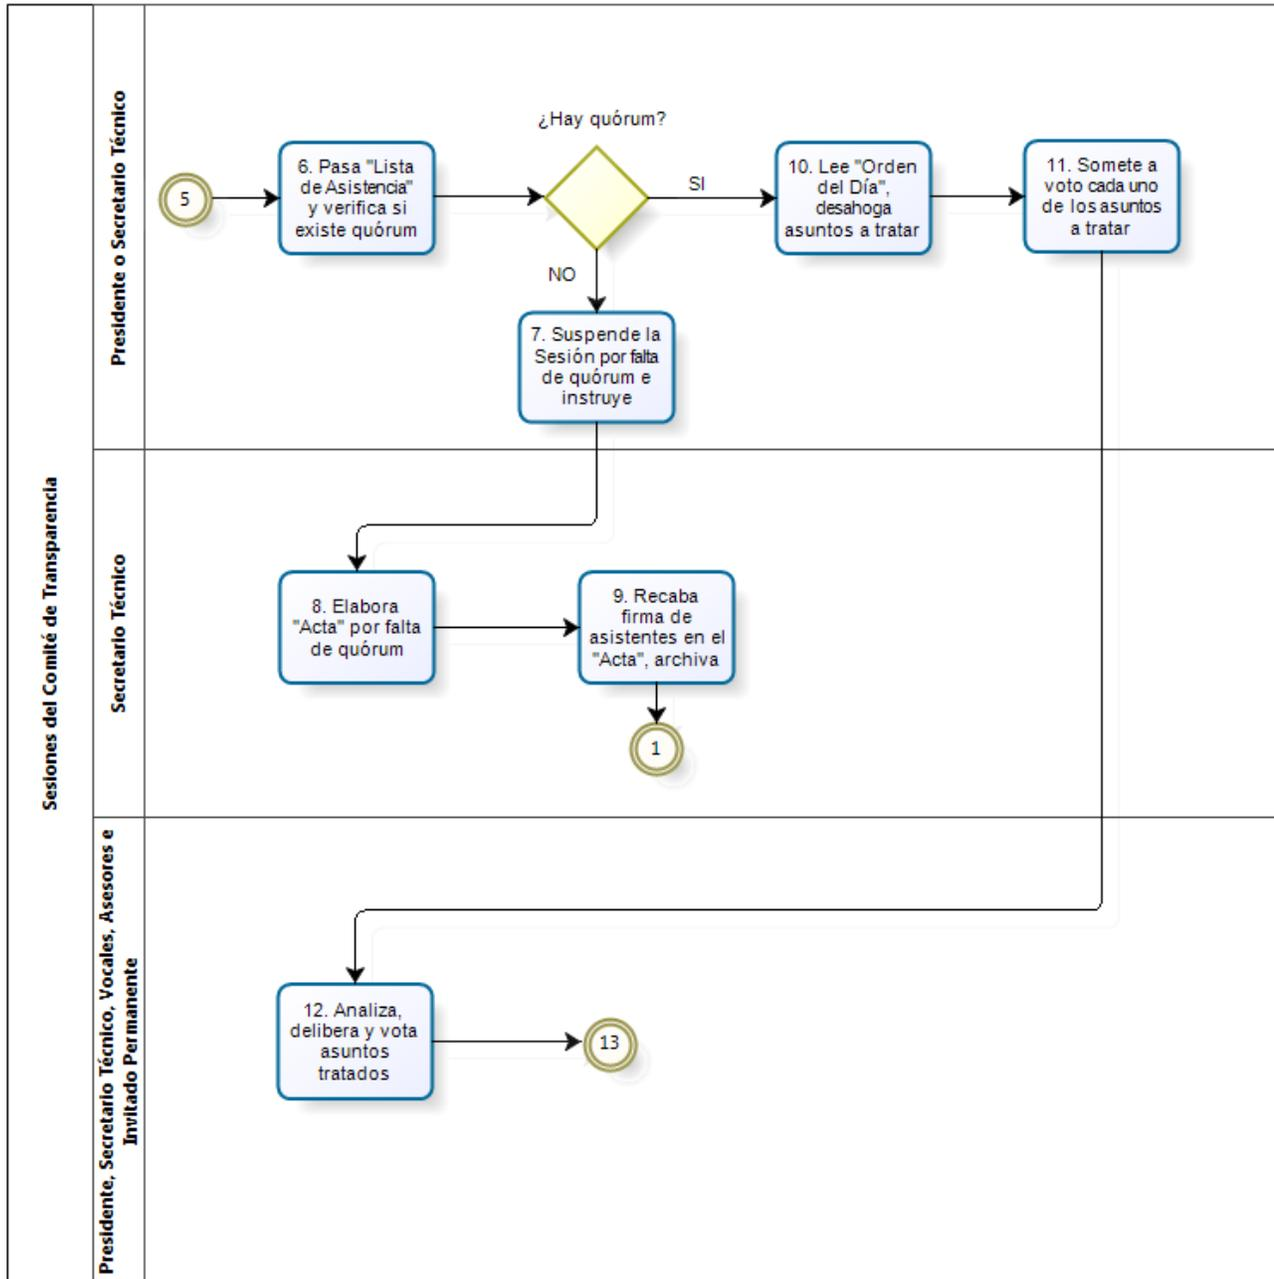 Sesiones del Comité de Transparencia
Presidente o Secretario Técnico
5
6. Pasa "Lista
de Asistencia"
y verifica si
existe quórum
¿Hay quórum?
SI
NO
10. Lee "Orden
del Día",
desahoga
asuntos a tratar
11. Somete a
voto cada uno
de los asuntos
a tratar
7. Suspende la
Sesión por falta
de quórum e
instruye
Secretario Técnico
8. Elabora
"Acta" por falta
de quórum
9. Recaba
firma de
asistentes en el
"Acta", archiva
1
Presidente, Secretario Técnico, Vocales, Asesores e
Invitado Permanente
12. Analiza,
delibera y vota
asuntos
tratados
13